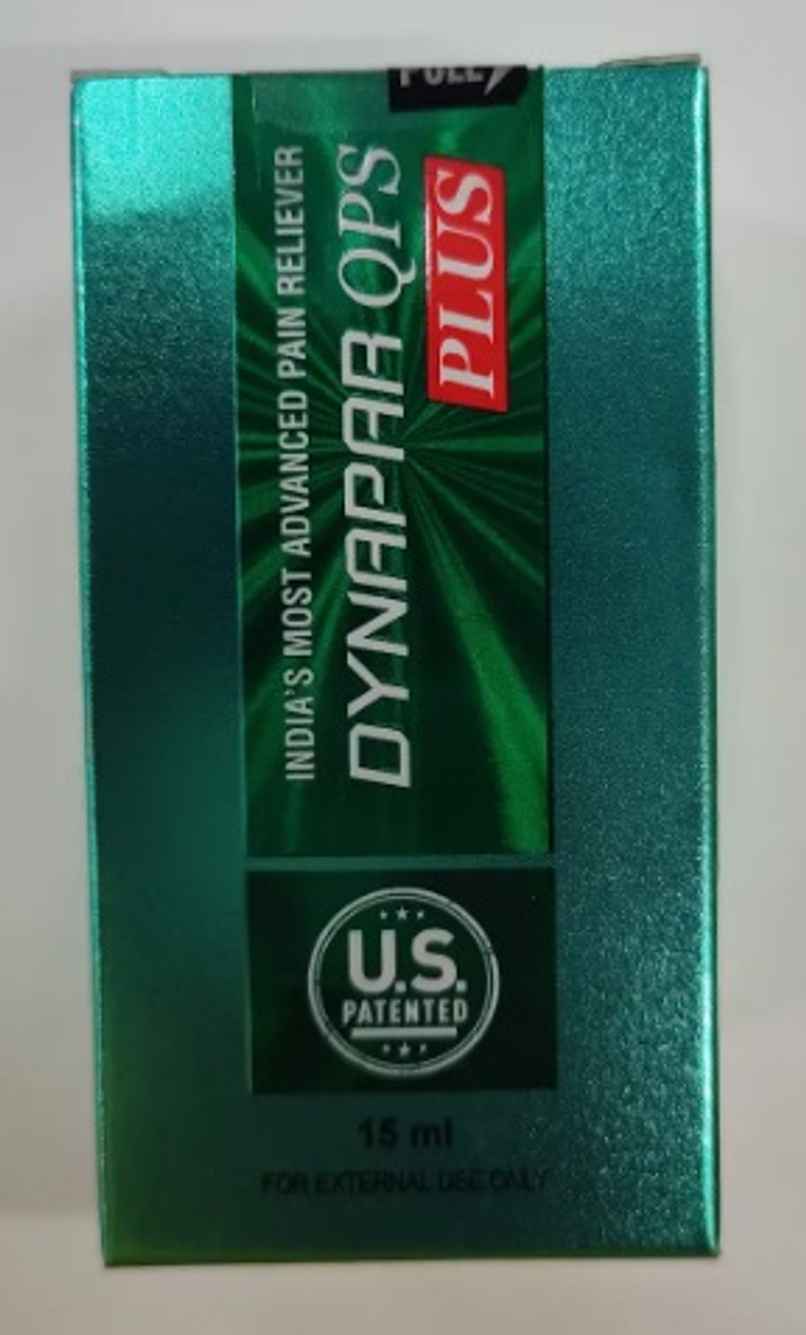 PULL
INDIA'S MOST ADVANCED PAIN RELIEVER
DYNAPAR QPS
PLUS
U.S.
PATENTED
15 ml
FOR EXTERNAL USE ONLY